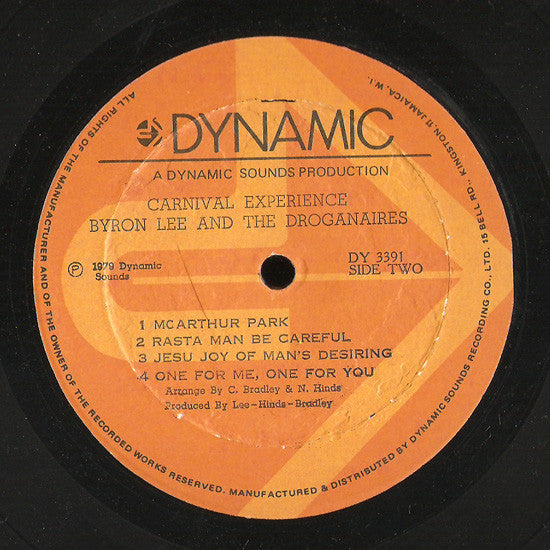 DYNAMIC
A DYNAMIC SOUNDS PRODUCTION
CARNIVAL EXPERIENCE
BYRON LEE AND THE DROGANAIRES
DY 3391
SIDE TWO
Ⓟ 1979 Dynamic
Sounds
1 MCARTHUR PARK
2 RASTA MAN BE CAREFUL
3 JESU JOY OF MAN'S DESIRING
4 ONE FOR ME, ONE FOR YOU
Arrange By C. Bradley & N. Hinds
Produced By Lee-Hinds-Bradley
ALL RIGHTS OF THE MANUFACTURER AND OF THE OWNER OF THE RECORDED WORKS RESERVED. MANUFACTURED & DISTRIBUTED BY DYNAMIC SOUNDS RECORDING CO., LTD. 15 BELL RD., KINGSTON, 11 JAMAICA, W.I.